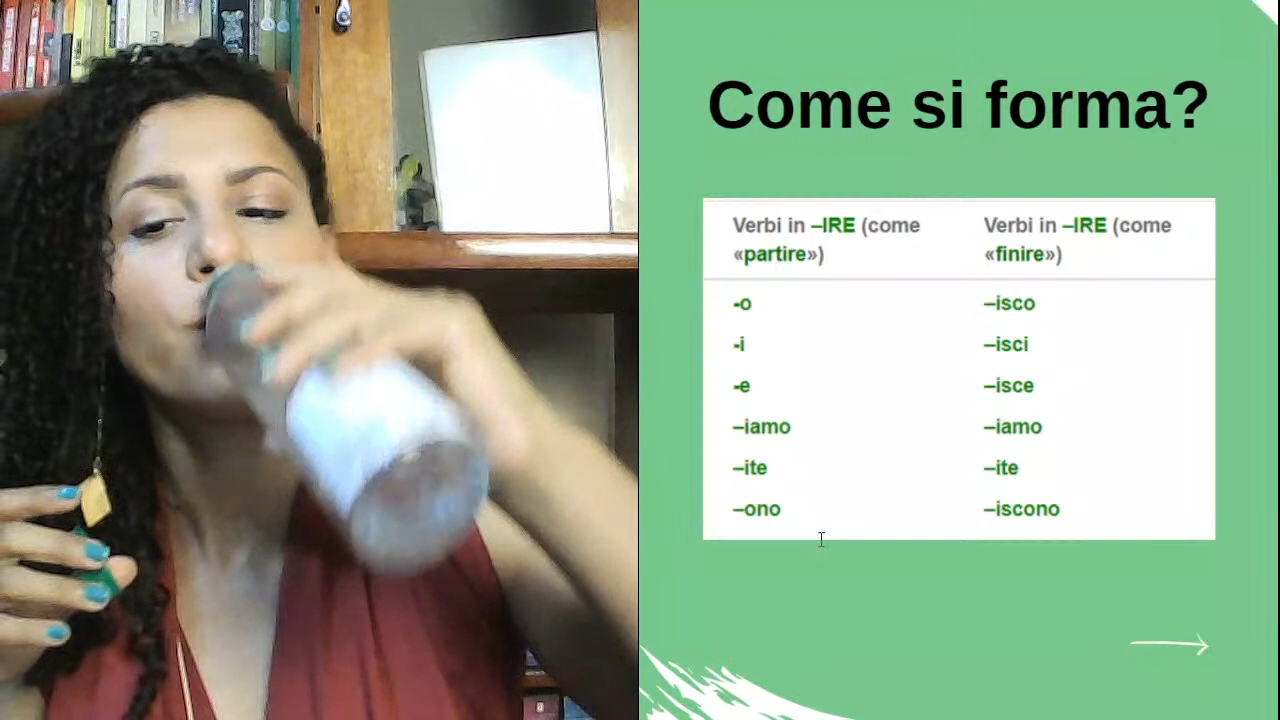 Come si forma?
Verbi in –IRE (come «partire»)
Verbi in –IRE (come «finire»)
-o –isco
-i –isci
-e –isce
–iamo –iamo
–ite –ite
–ono –iscono